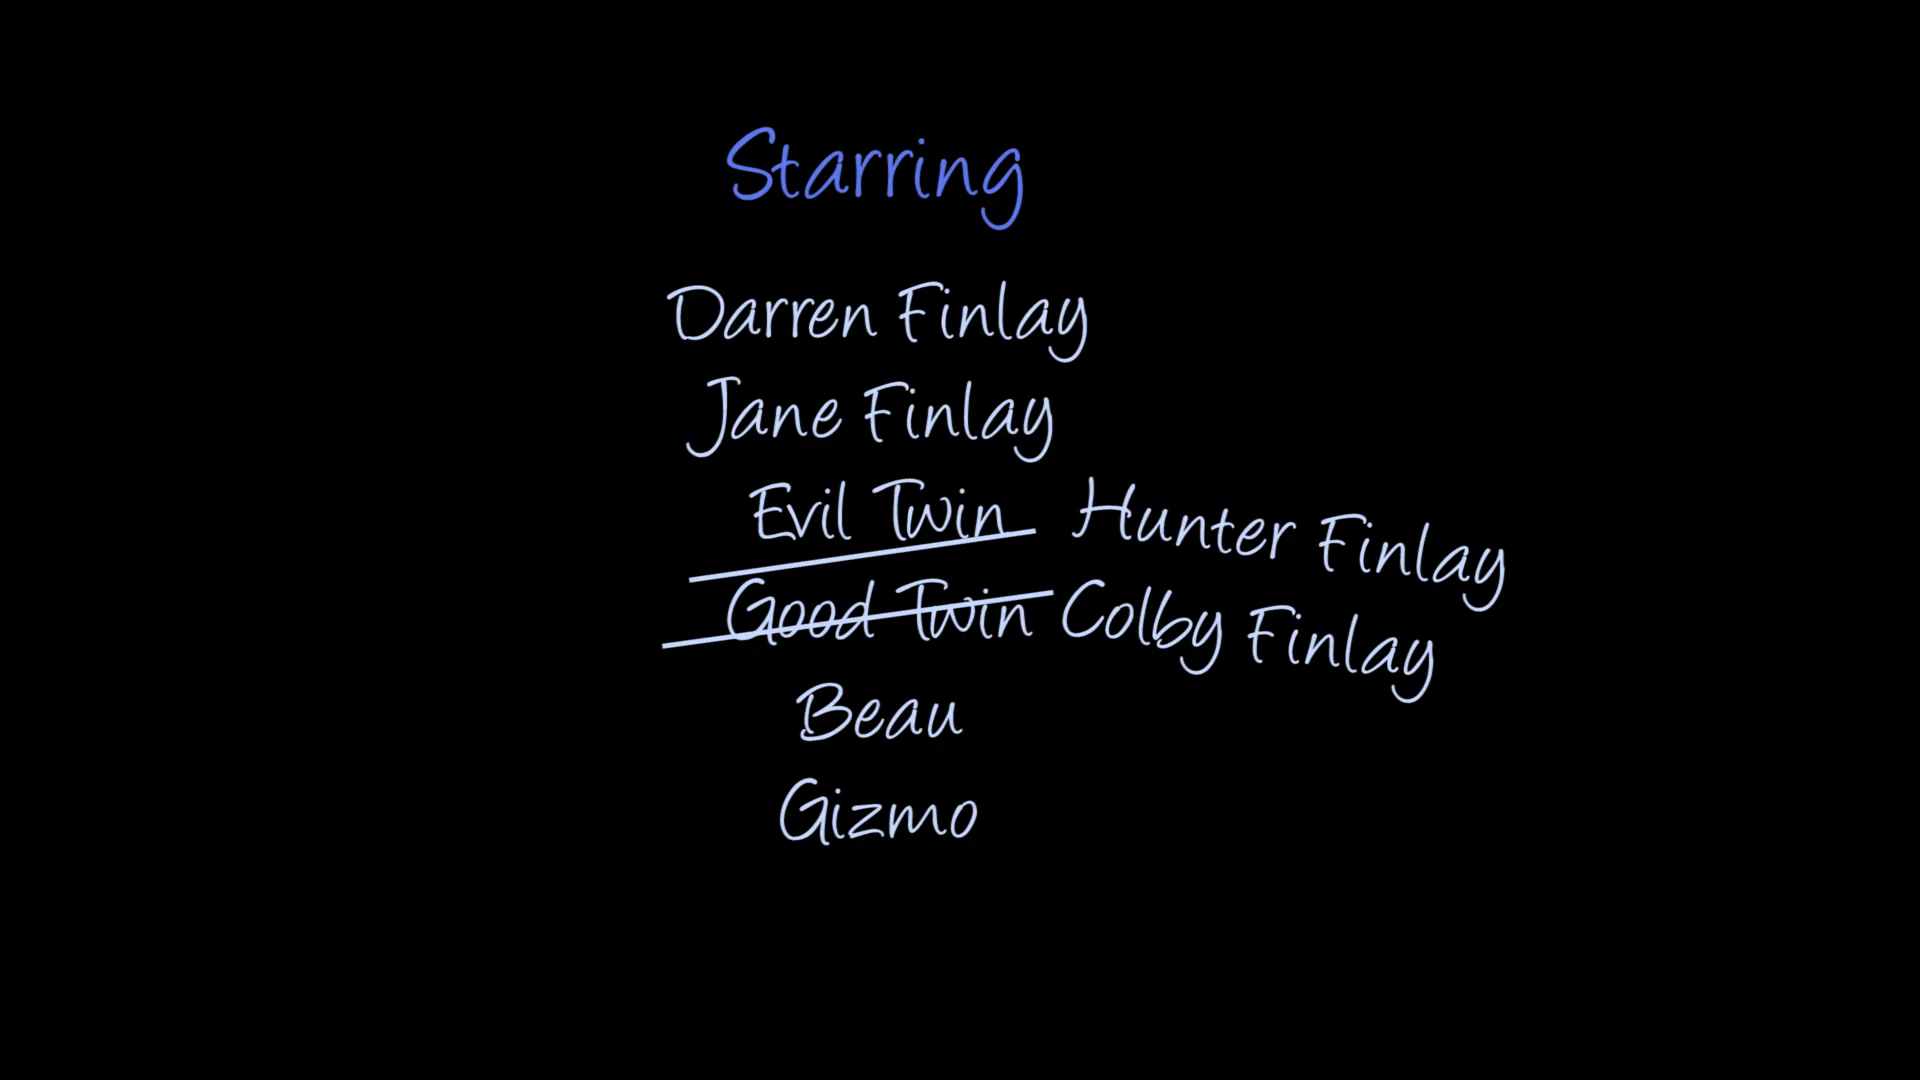 Starring
Darren Finlay
Jane Finlay
Evil Twin Hunter Finlay
Good Twin Colby Finlay
Beau
Gizmo